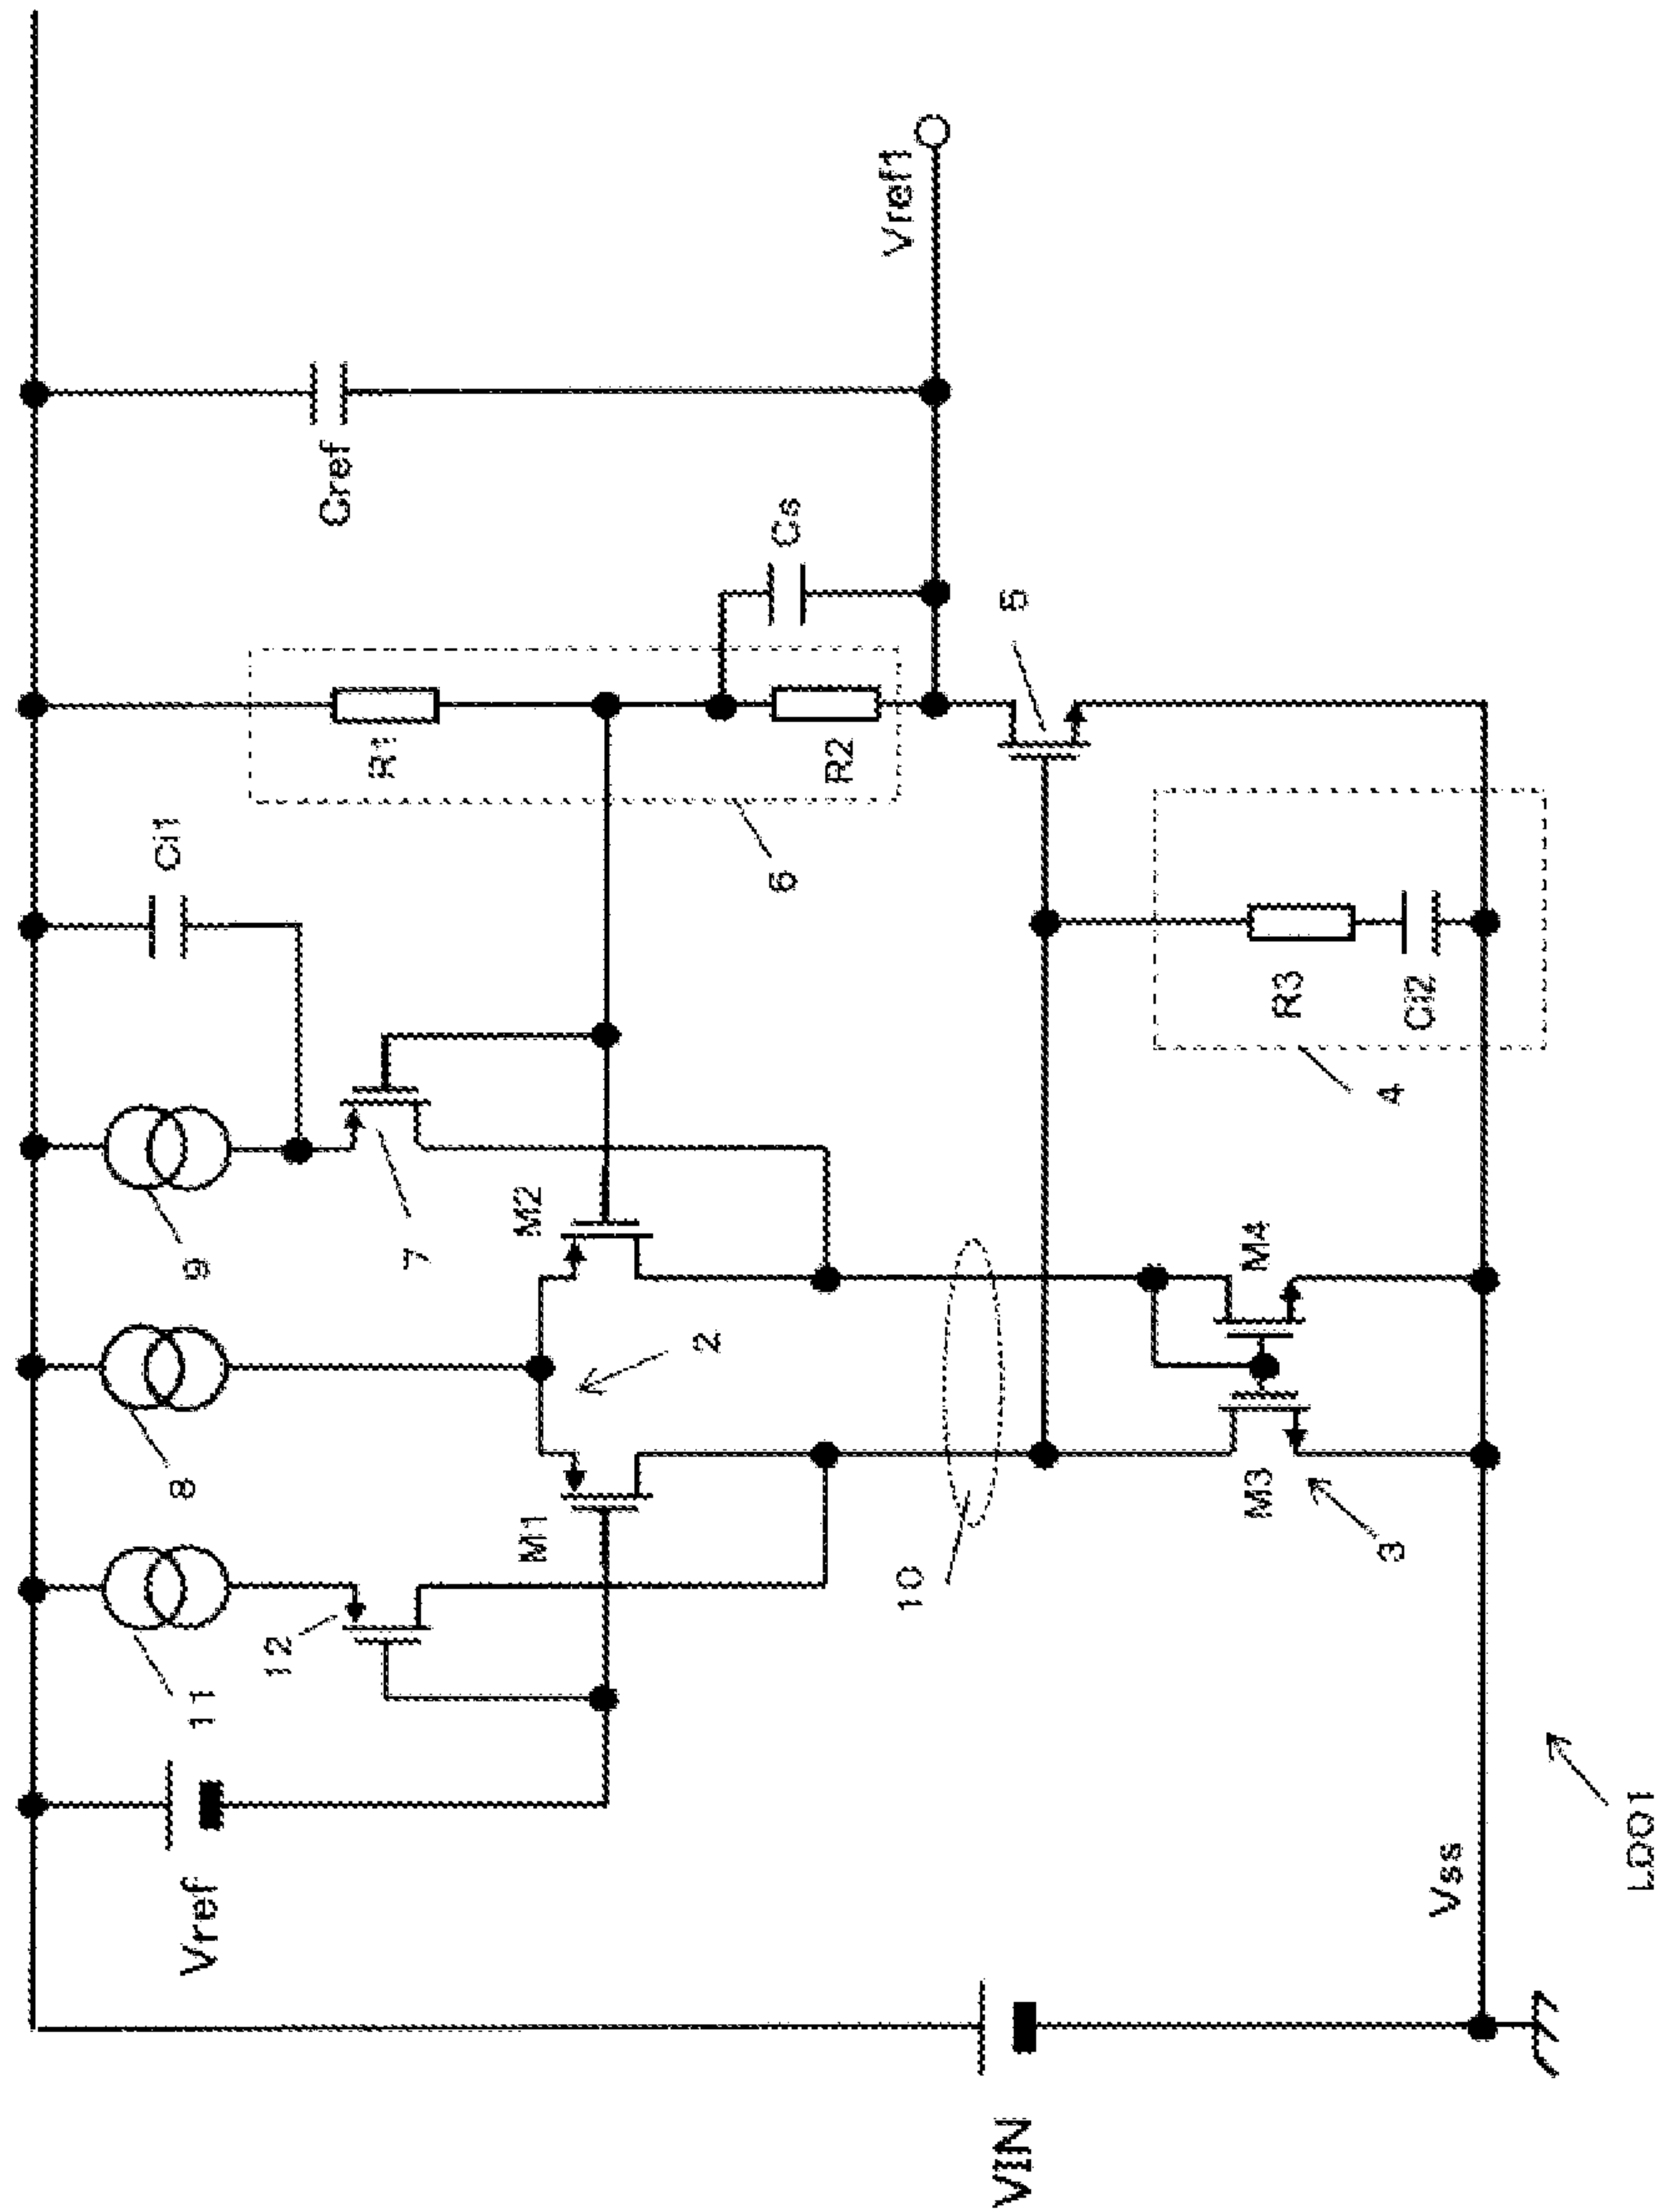 VIN
Vref
11
12
8
9
7
Ci1
M1
M2
2
R1
R2
6
Cs
Cref
Vref1
5
10
M3
M4
3
R3
Ci2
4
Vss
LDO1